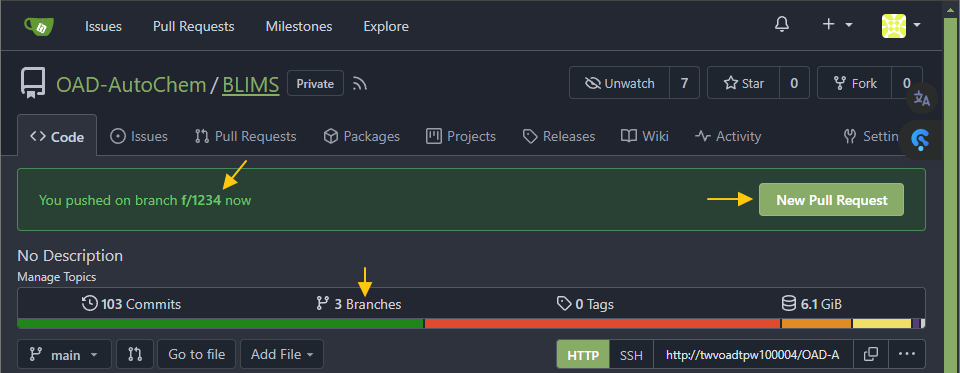 Issues Pull Requests Milestones Explore
OAD-AutoChem / BLIMS Private Unwatch 7 Star 0 Fork 0
Code Issues Pull Requests Packages Projects Releases Wiki Activity Settin
You pushed on branch f/1234 now New Pull Request
No Description
Manage Topics
103 Commits 3 Branches 0 Tags 6.1 GiB
main Go to file Add File HTTP SSH http://twvoadtpw100004/OAD-A